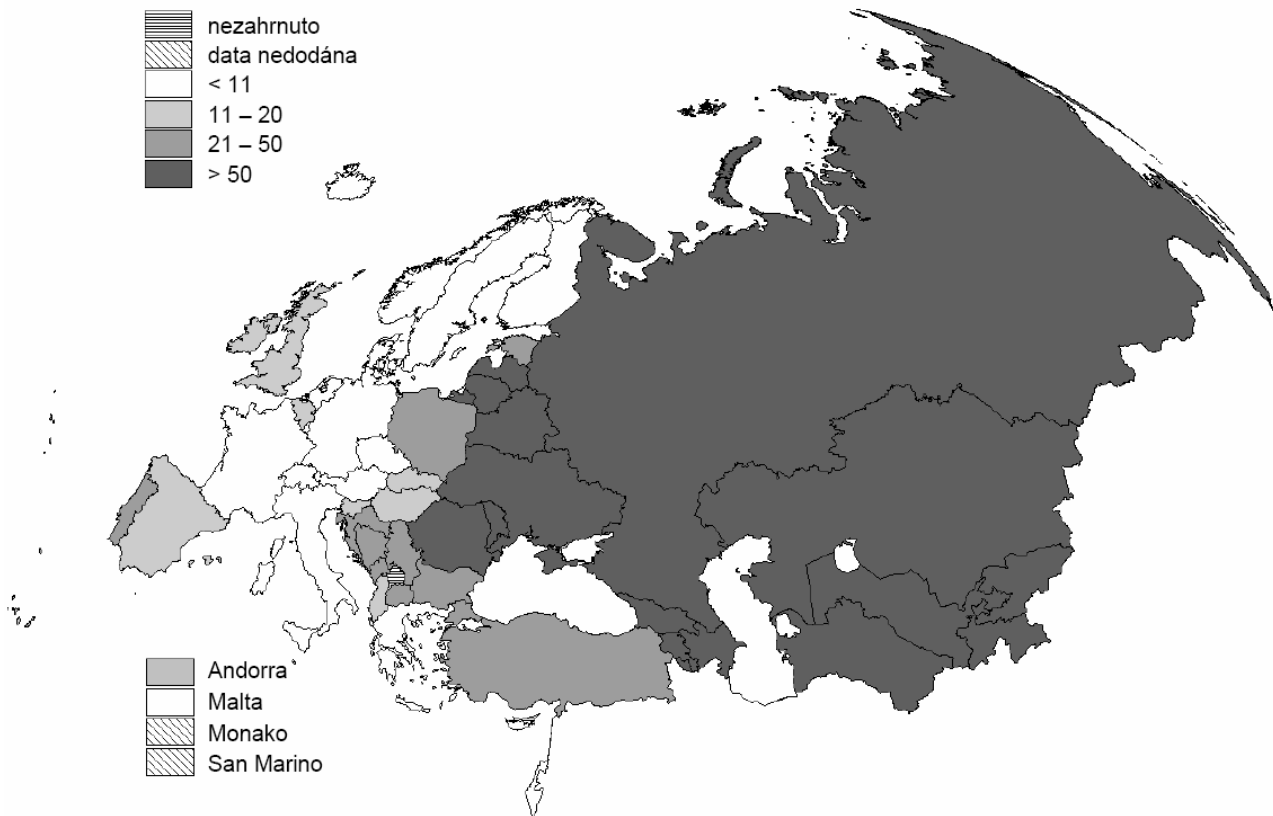 nezahrnuto
data nedodána
< 11
11 – 20
21 – 50
> 50
Andorra
Malta
Monako
San Marino